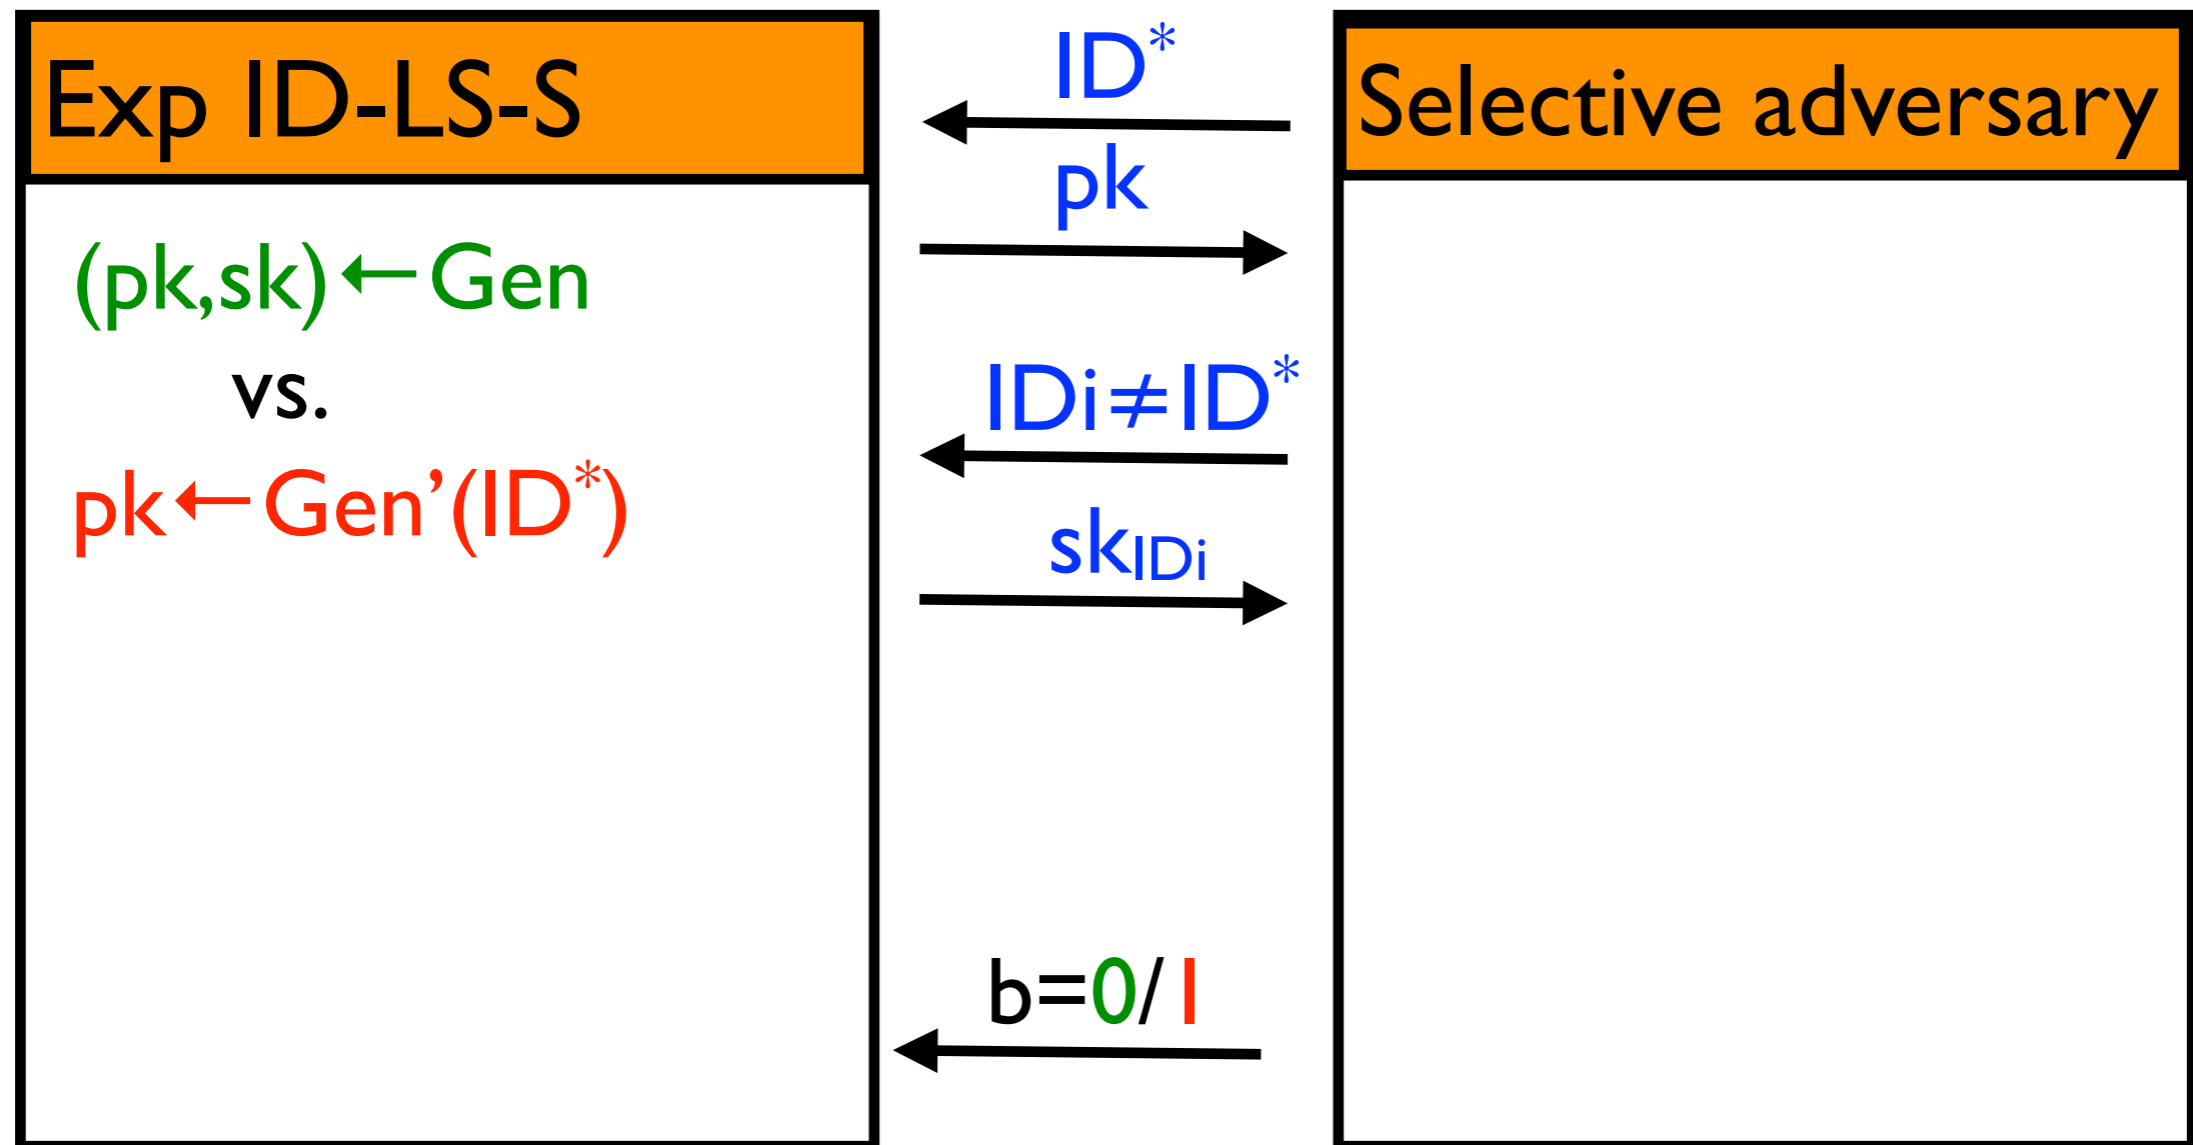 Exp ID-LS-S
(pk,sk)←Gen
vs.
pk←Gen’(ID*)
ID*
pk
IDi≠ID*
skIDi
b=0/1
Selective adversary